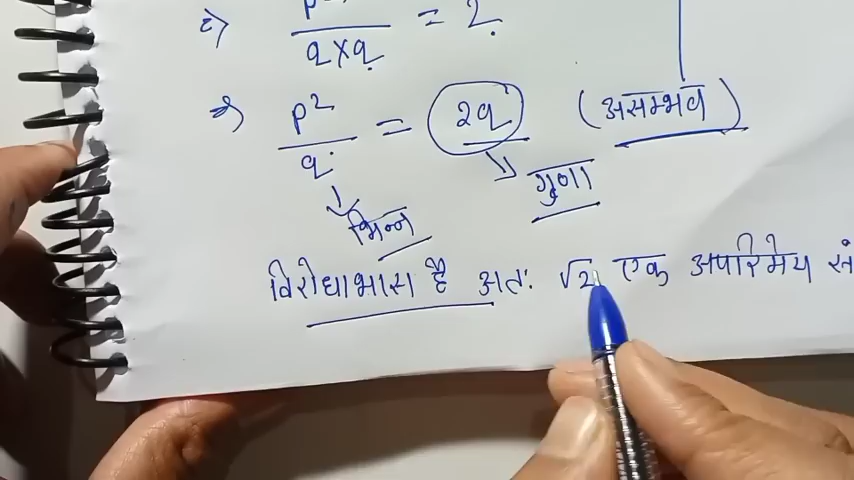 ⇒ p² / q×q = 2
⇒ p² / q = 2q (असम्भव)
भिन्न गुणा
विरोधाभास है अतः √2 एक अपरिमेय सं